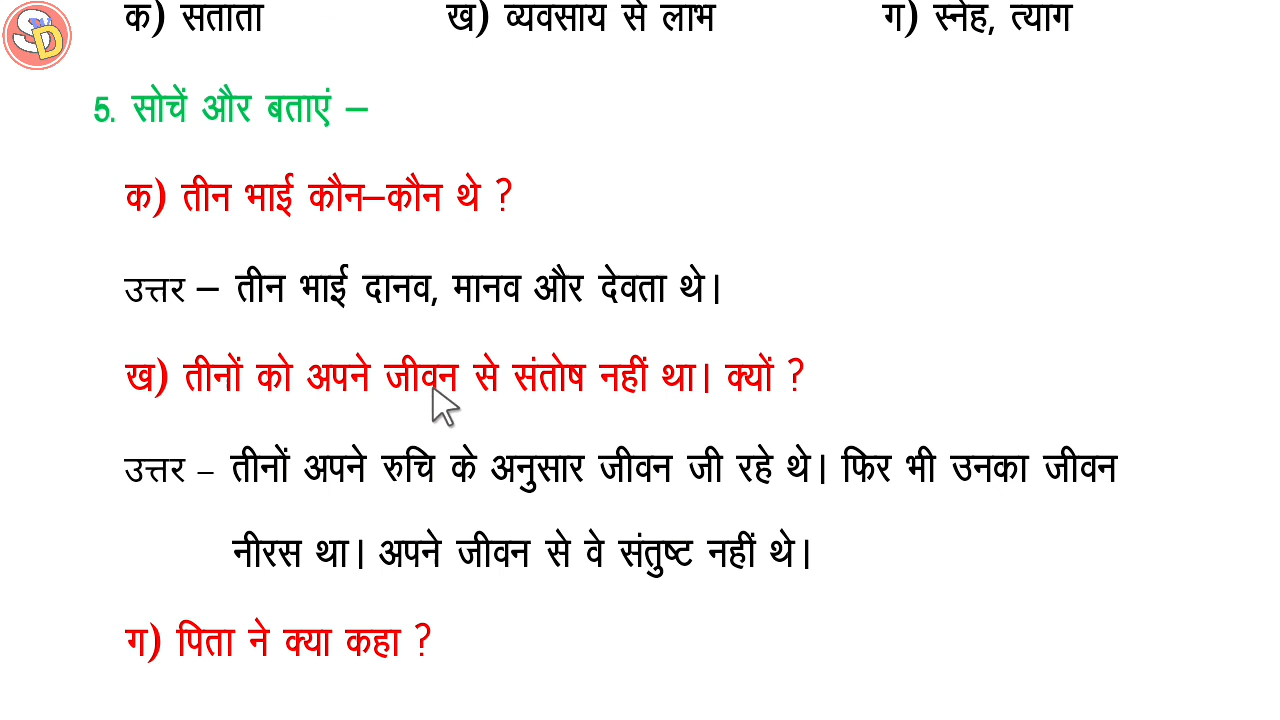 क) सताता ख) व्यवसाय से लाभ ग) स्नेह, त्याग
SD
5. सोचें और बताएं –
क) तीन भाई कौन–कौन थे ?
उत्तर – तीन भाई दानव, मानव और देवता थे।
ख) तीनों को अपने जीवन से संतोष नहीं था। क्यों ?
उत्तर – तीनों अपने रुचि के अनुसार जीवन जी रहे थे। फिर भी उनका जीवन
नीरस था। अपने जीवन से वे संतुष्ट नहीं थे।
ग) पिता ने क्या कहा ?